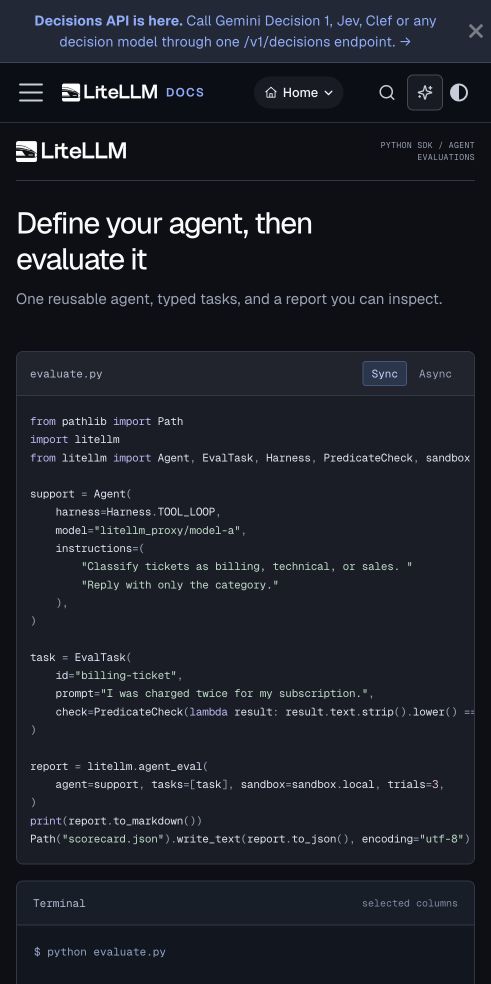 Decisions API is here. Call Gemini Decision 1, Jev, Clef or any
decision model through one /v1/decisions endpoint. →
LiteLLM DOCS Home
LiteLLM
PYTHON SDK / AGENT
EVALUATIONS
Define your agent, then
evaluate it
One reusable agent, typed tasks, and a report you can inspect.
evaluate.py Sync Async
from pathlib import Path
import litellm
from litellm import Agent, EvalTask, Harness, PredicateCheck, sandbox
support = Agent(
    harness=Harness.TOOL_LOOP,
    model="litellm_proxy/model-a",
    instructions=(
        "Classify tickets as billing, technical, or sales. "
        "Reply with only the category."
    ),
)
task = EvalTask(
    id="billing-ticket",
    prompt="I was charged twice for my subscription.",
    check=PredicateCheck(lambda result: result.text.strip().lower() ==
)
report = litellm.agent_eval(
    agent=support, tasks=[task], sandbox=sandbox.local, trials=3,
)
print(report.to_markdown())
Path("scorecard.json").write_text(report.to_json(), encoding="utf-8")
Terminal selected columns
$ python evaluate.py